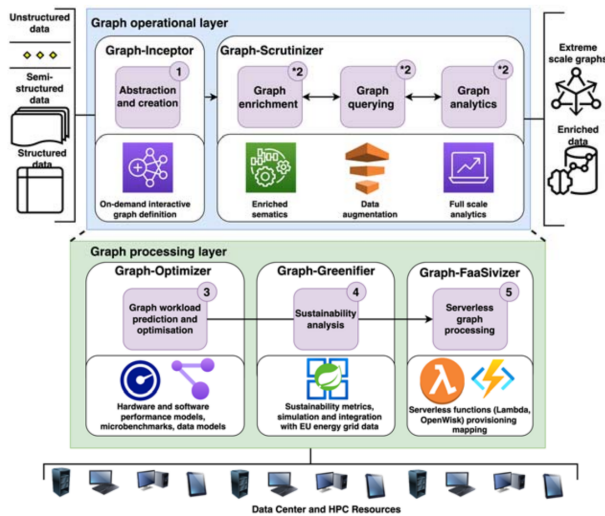 Unstructured
data
Semi-
structured
data
Structured
data
Graph operational layer
Graph-Inceptor
1
Abstraction
and creation
On-demand interactive
graph definition
Graph-Scrutinizer
*2
Graph
enrichment
*2
Graph
querying
*2
Graph
analytics
Enriched
sematics
Data
augmentation
Full scale
analytics
Extreme
scale graphs
Enriched
data
Graph processing layer
Graph-Optimizer
3
Graph workload
prediction and
optimisation
Hardware and software
performance models,
microbenchmarks, data models
Graph-Greenifier
4
Sustainability
analysis
Sustainability metrics,
simulation and integration
with EU energy grid data
Graph-FaaSivizer
5
Serverless
graph
processing
λ
Serverless functions (Lambda,
OpenWisk) provisioning
mapping
Data Center and HPC Resources